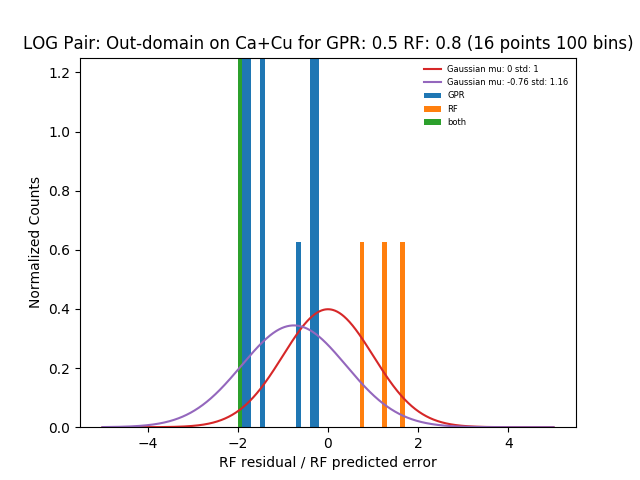 LOG Pair: Out-domain on Ca+Cu for GPR: 0.5 RF: 0.8 (16 points 100 bins)
Gaussian mu: 0 std: 1
Gaussian mu: -0.76 std: 1.16
GPR
RF
both
1.2
1.0
0.8
0.6
0.4
0.2
0.0
Normalized Counts
−4 −2 0 2 4
RF residual / RF predicted error